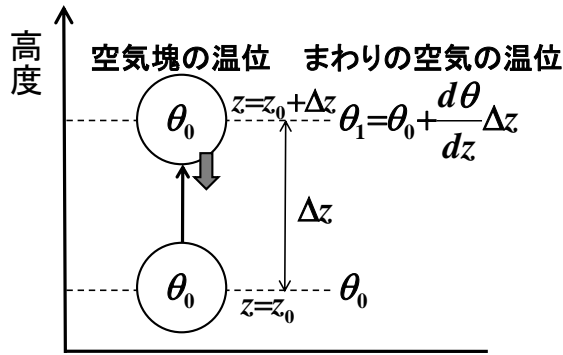 高度
空気塊の温位 まわりの空気の温位
θ₀ z=z₀+Δz θ₁=θ₀+dθ/dz Δz
Δz
θ₀ z=z₀ θ₀